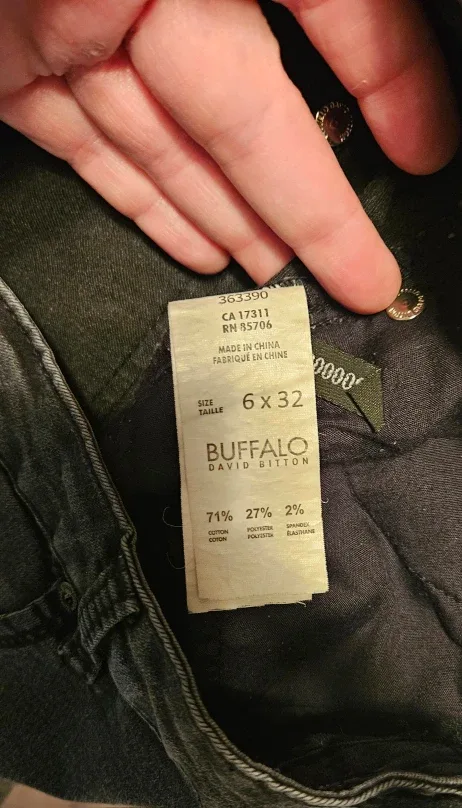 363390
CA 17311
RN 85706
MADE IN CHINA
FABRIQUÉ EN CHINE
SIZE
TAILLE
6 x 32
BUFFALO
DAVID BITTON
71% 27% 2%
COTTON POLYESTER SPANDEX
COTON POLYESTER ÉLASTHANE